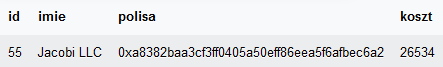 id imie polisa koszt
55 Jacobi LLC 0xa8382baa3cf3ff0405a50eff86eea5f6afbec6a2 26534